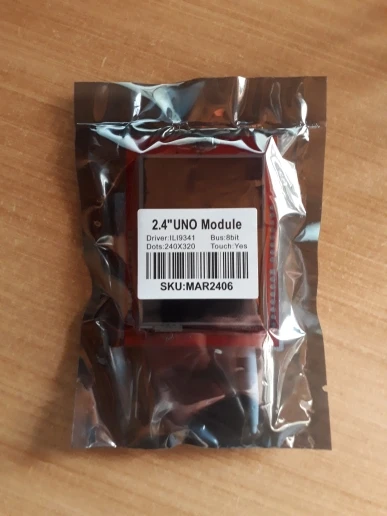 2.4"UNO Module
Driver:ILI9341 Bus:8bit
Dots:240X320 Touch:Yes
SKU:MAR2406